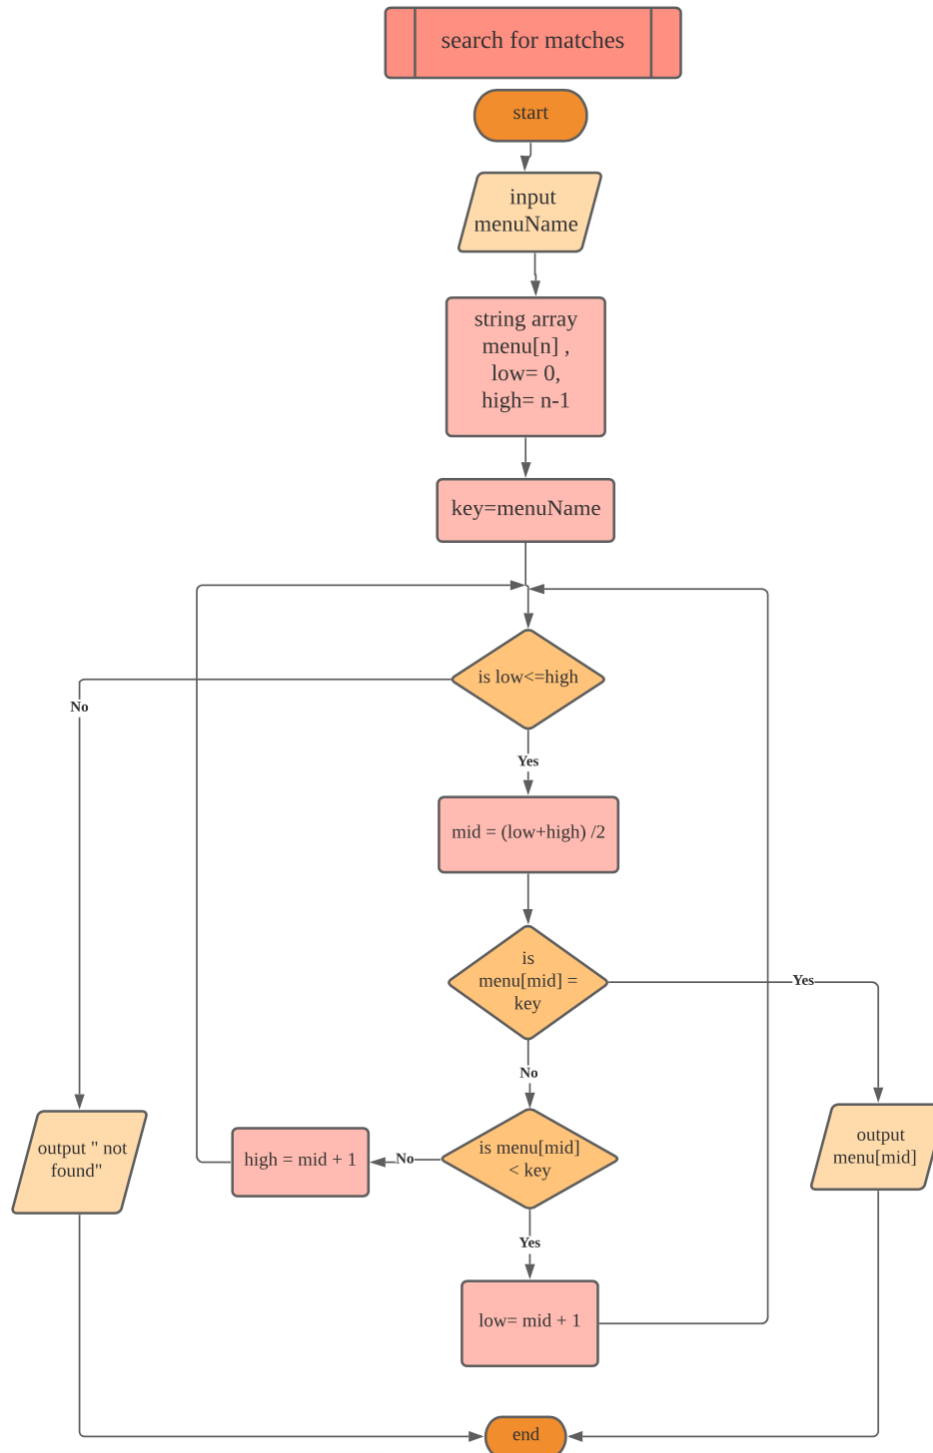 search for matches
start
input
menuName
string array
menu[n] ,
low= 0,
high= n-1
key=menuName
is low<=high
No
Yes
mid = (low+high) /2
is
menu[mid] =
key
Yes
No
output " not
found"
high = mid + 1
No
is menu[mid]
< key
output
menu[mid]
Yes
low= mid + 1
end